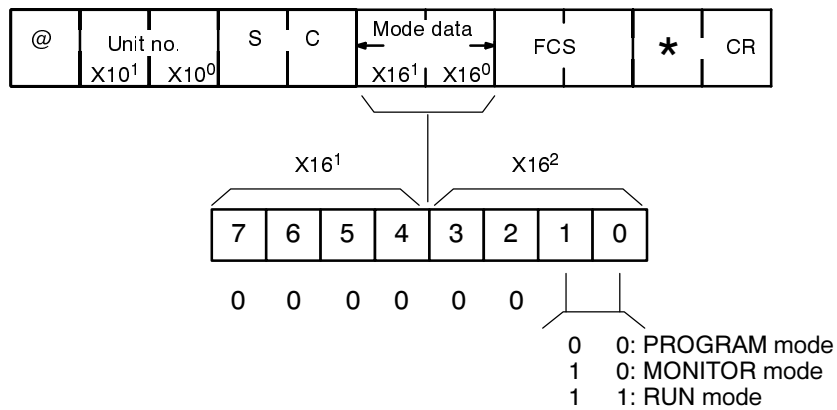 @ Unit no. S C Mode data FCS * CR
X10¹ X10⁰ X16¹ X16⁰
X16¹ X16²
7 6 5 4 3 2 1 0
0 0 0 0 0 0
0 0: PROGRAM mode
1 0: MONITOR mode
1 1: RUN mode